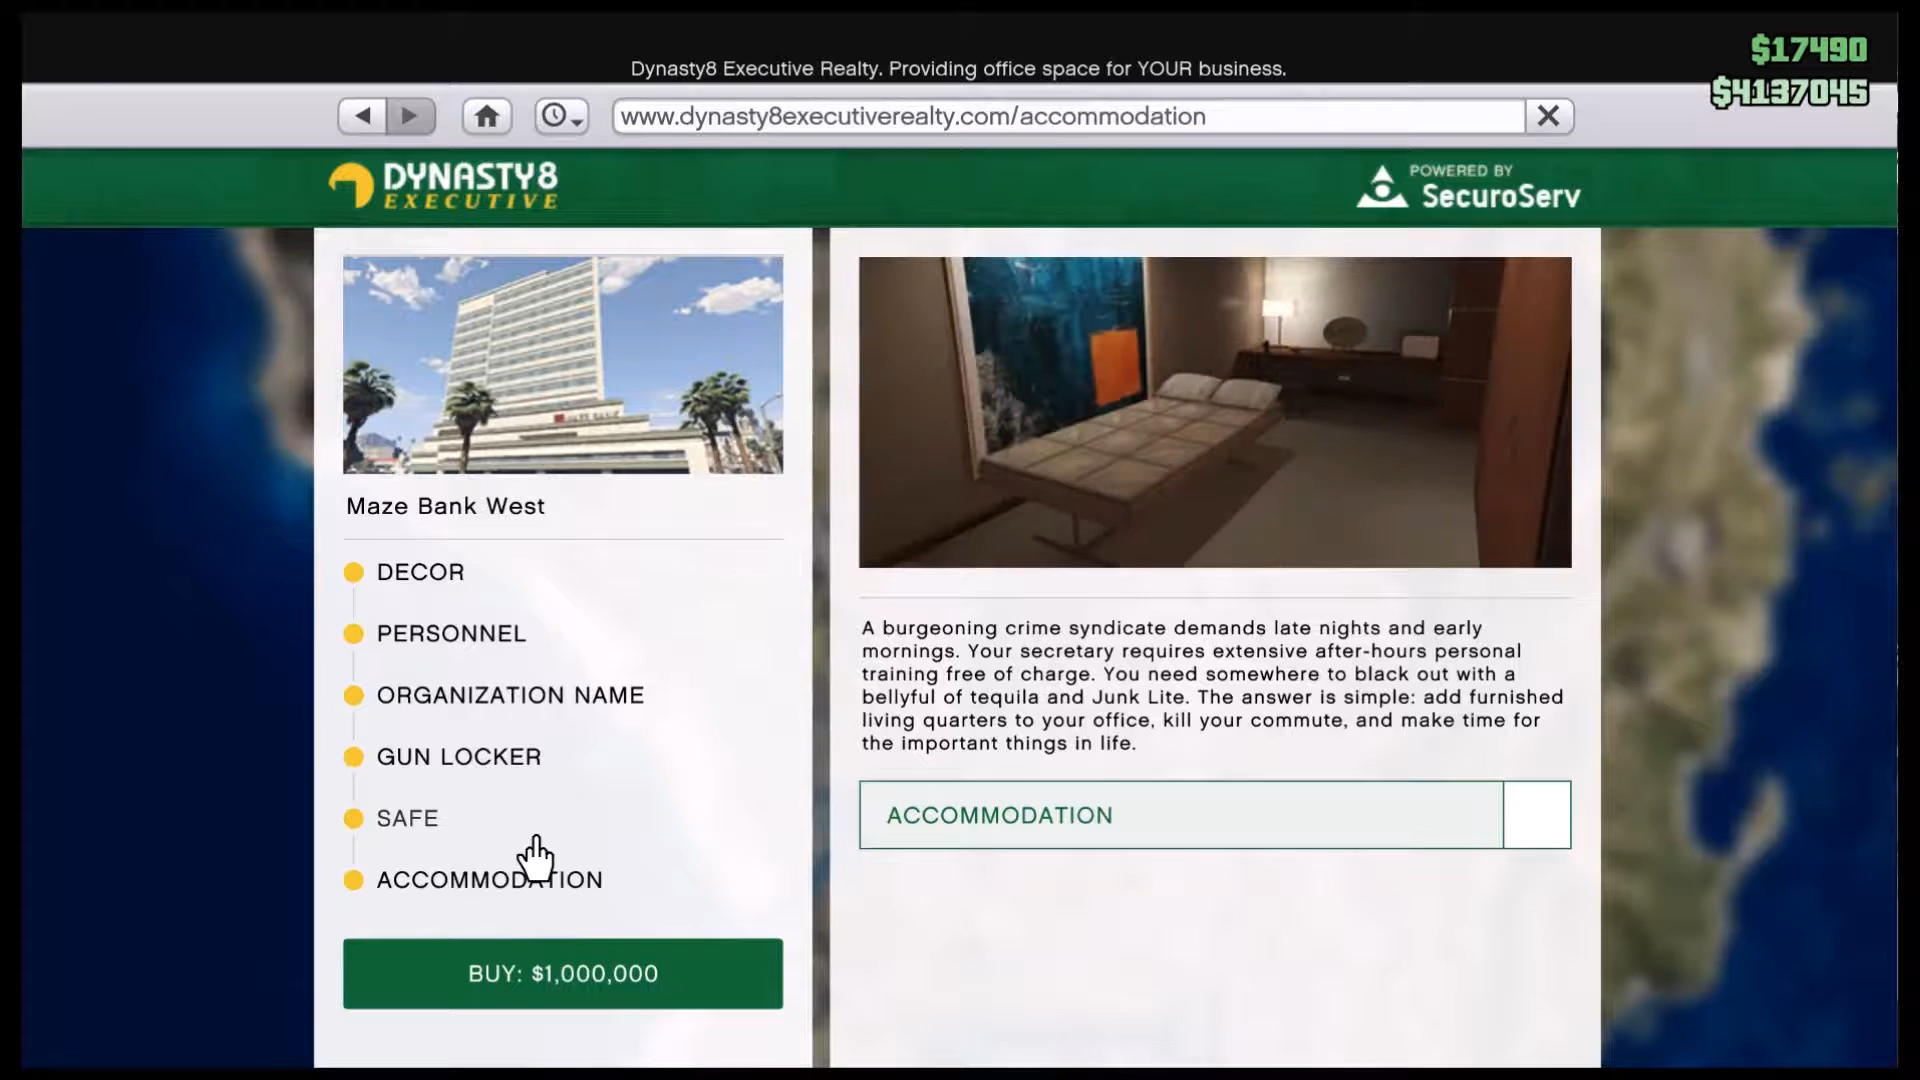 $17490
$4137045
Dynasty8 Executive Realty. Providing office space for YOUR business.
www.dynasty8executiverealty.com/accommodation
DYNASTY8
EXECUTIVE
POWERED BY
SecuroServ
Maze Bank West
DECOR
PERSONNEL
ORGANIZATION NAME
GUN LOCKER
SAFE
ACCOMMODATION
BUY: $1,000,000
A burgeoning crime syndicate demands late nights and early
mornings. Your secretary requires extensive after-hours personal
training free of charge. You need somewhere to black out with a
bellyful of tequila and Junk Lite. The answer is simple: add furnished
living quarters to your office, kill your commute, and make time for
the important things in life.
ACCOMMODATION